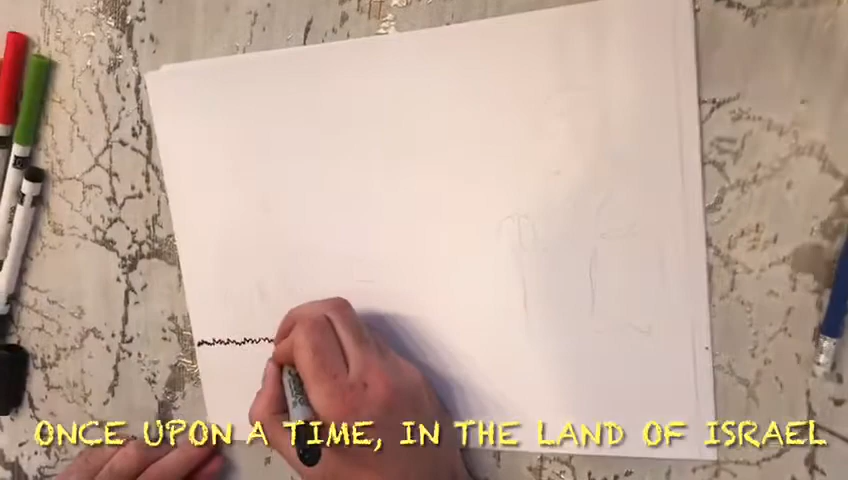 ONCE UPON A TIME, IN THE LAND OF ISRAEL